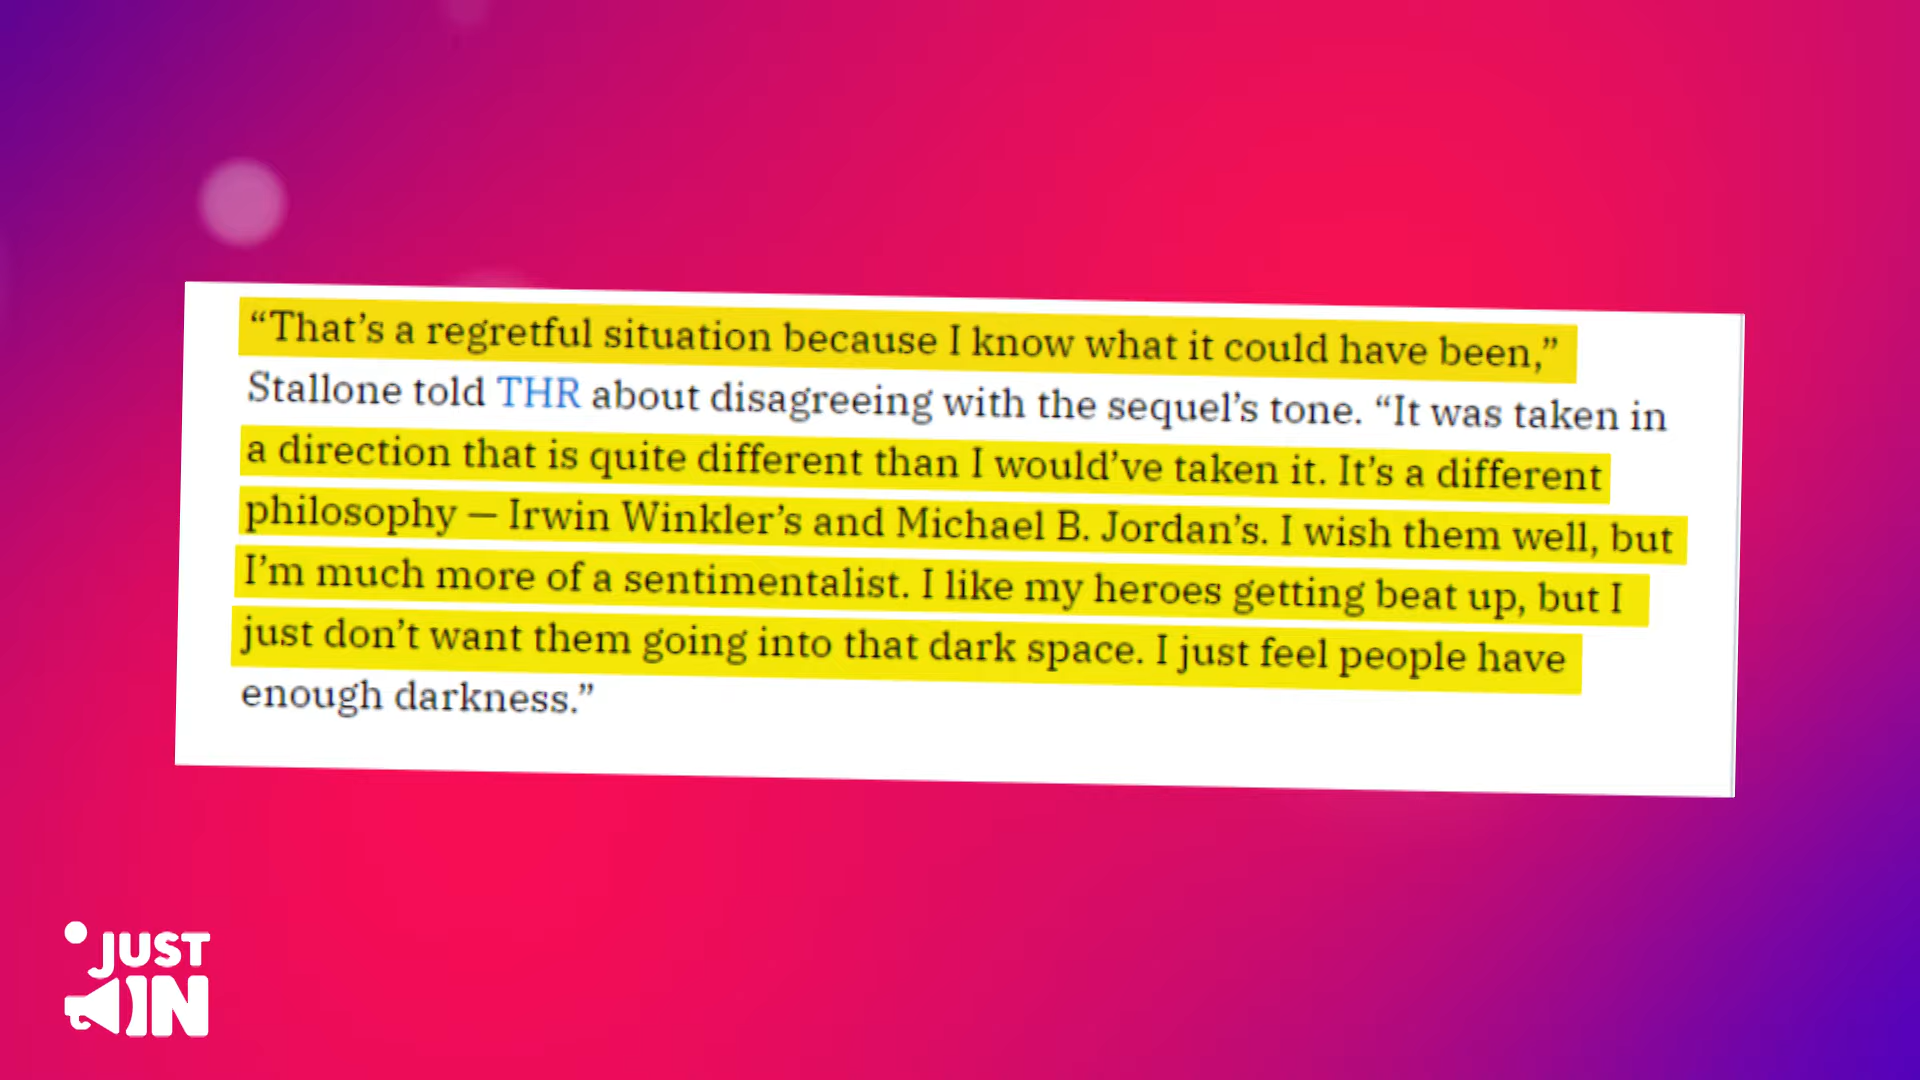 “That’s a regretful situation because I know what it could have been,”
Stallone told THR about disagreeing with the sequel’s tone. “It was taken in
a direction that is quite different than I would’ve taken it. It’s a different
philosophy — Irwin Winkler’s and Michael B. Jordan’s. I wish them well, but
I’m much more of a sentimentalist. I like my heroes getting beat up, but I
just don’t want them going into that dark space. I just feel people have
enough darkness.”
JUST
IN